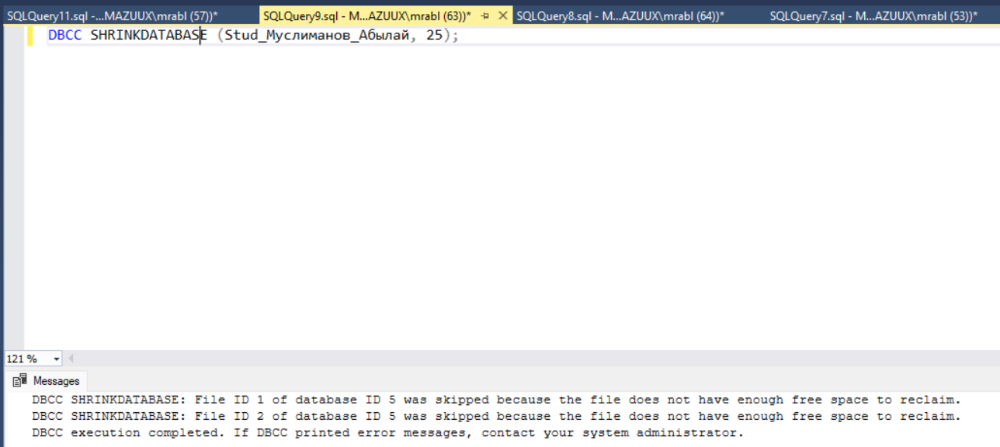 SQLQuery11.sql -...MAZUUX\mrabl (57))* SQLQuery9.sql - M...AZUUX\mrabl (63))* SQLQuery8.sql - M...AZUUX\mrabl (64))* SQLQuery7.sql - M...AZUUX\mrabl (53))*
DBCC SHRINKDATABASE (Stud_Муслиманов_Абылай, 25);
121 %
Messages
DBCC SHRINKDATABASE: File ID 1 of database ID 5 was skipped because the file does not have enough free space to reclaim.
DBCC SHRINKDATABASE: File ID 2 of database ID 5 was skipped because the file does not have enough free space to reclaim.
DBCC execution completed. If DBCC printed error messages, contact your system administrator.